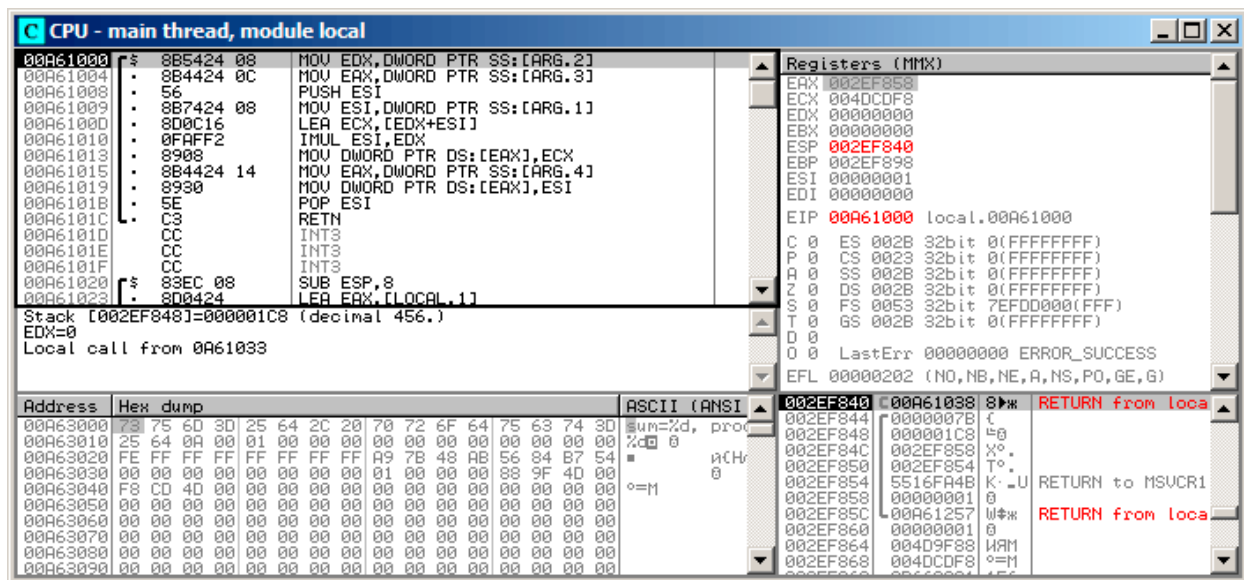 C CPU - main thread, module local
00A61000 $ 8B5424 08 MOV EDX,DWORD PTR SS:[ARG.2]
00A61004 . 8B4424 0C MOV EAX,DWORD PTR SS:[ARG.3]
00A61008 . 56 PUSH ESI
00A61009 . 8B7424 08 MOV ESI,DWORD PTR SS:[ARG.1]
00A6100D . 8D0C16 LEA ECX,[EDX+ESI]
00A61010 . 0FAFF2 IMUL ESI,EDX
00A61013 . 8908 MOV DWORD PTR DS:[EAX],ECX
00A61015 . 8B4424 14 MOV EAX,DWORD PTR SS:[ARG.4]
00A61019 . 8930 MOV DWORD PTR DS:[EAX],ESI
00A6101B . 5E POP ESI
00A6101C . C3 RETN
00A6101D CC INT3
00A6101E CC INT3
00A6101F CC INT3
00A61020 $ 83EC 08 SUB ESP,8
00A61023 . 8D0424 LEA EAX,[LOCAL.1]
Stack [002EF848]=000001C8 (decimal 456.)
EDX=0
Local call from 0A61033
Registers (MMX)
EAX 002EF858
ECX 004DCDF8
EDX 00000000
EBX 00000000
ESP 002EF840
EBP 002EF898
ESI 00000001
EDI 00000000
EIP 00A61000 local.00A61000
C 0 ES 002B 32bit 0(FFFFFFFF)
P 0 CS 0023 32bit 0(FFFFFFFF)
A 0 SS 002B 32bit 0(FFFFFFFF)
Z 0 DS 002B 32bit 0(FFFFFFFF)
S 0 FS 0053 32bit 7EFDD000(FFF)
T 0 GS 002B 32bit 0(FFFFFFFF)
D 0
O 0 LastErr 00000000 ERROR_SUCCESS
EFL 00000202 (NO,NB,NE,A,NS,PO,GE,G)
Address Hex dump ASCII (ANSI
00A63000 73 75 6D 3D 25 64 2C 20 70 72 6F 64 75 63 74 3D sum=%d, prod
00A63010 25 64 0A 00 01 00 00 00 00 00 00 00 00 00 00 00 %d
00A63020 FE FF FF FF FF FF FF FF A9 7B 48 AB 56 84 B7 54
00A63030 00 00 00 00 00 00 00 00 01 00 00 00 88 9F 4D 00
00A63040 F8 CD 4D 00 00 00 00 00 00 00 00 00 00 00 00 00 °=M
00A63050 00 00 00 00 00 00 00 00 00 00 00 00 00 00 00 00
00A63060 00 00 00 00 00 00 00 00 00 00 00 00 00 00 00 00
00A63070 00 00 00 00 00 00 00 00 00 00 00 00 00 00 00 00
00A63080 00 00 00 00 00 00 00 00 00 00 00 00 00 00 00 00
00A63090 00 00 00 00 00 00 00 00 00 00 00 00 00 00 00 00
002EF840 00A61038 8►ж RETURN from loca
002EF844 0000007B {
002EF848 000001C8
002EF84C 002EF858 X°.
002EF850 002EF854 T°.
002EF854 5516FA4B K·▬U RETURN to MSVCR1
002EF858 00000001
002EF85C 00A61257 W‡ж RETURN from loca
002EF860 00000001
002EF864 004D9F88 ИЯМ
002EF868 004DCDF8 °=M